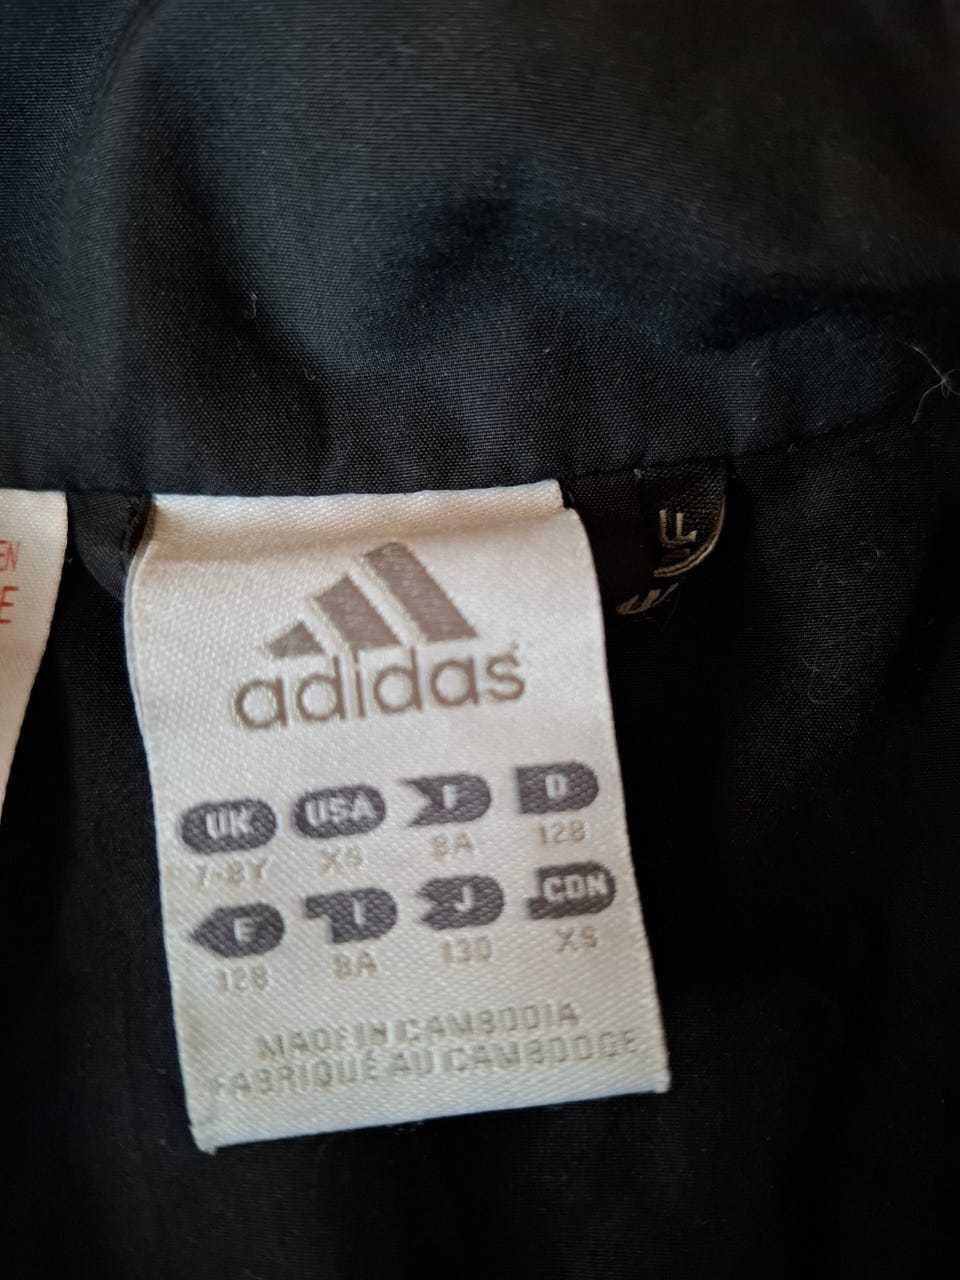 adidas
UK USA F D
7-8Y XS 8A 128
F I J CDN
128 8A 130 XS
MADE IN CAMBODIA
FABRIQUÉ AU CAMBODGE
EN
E